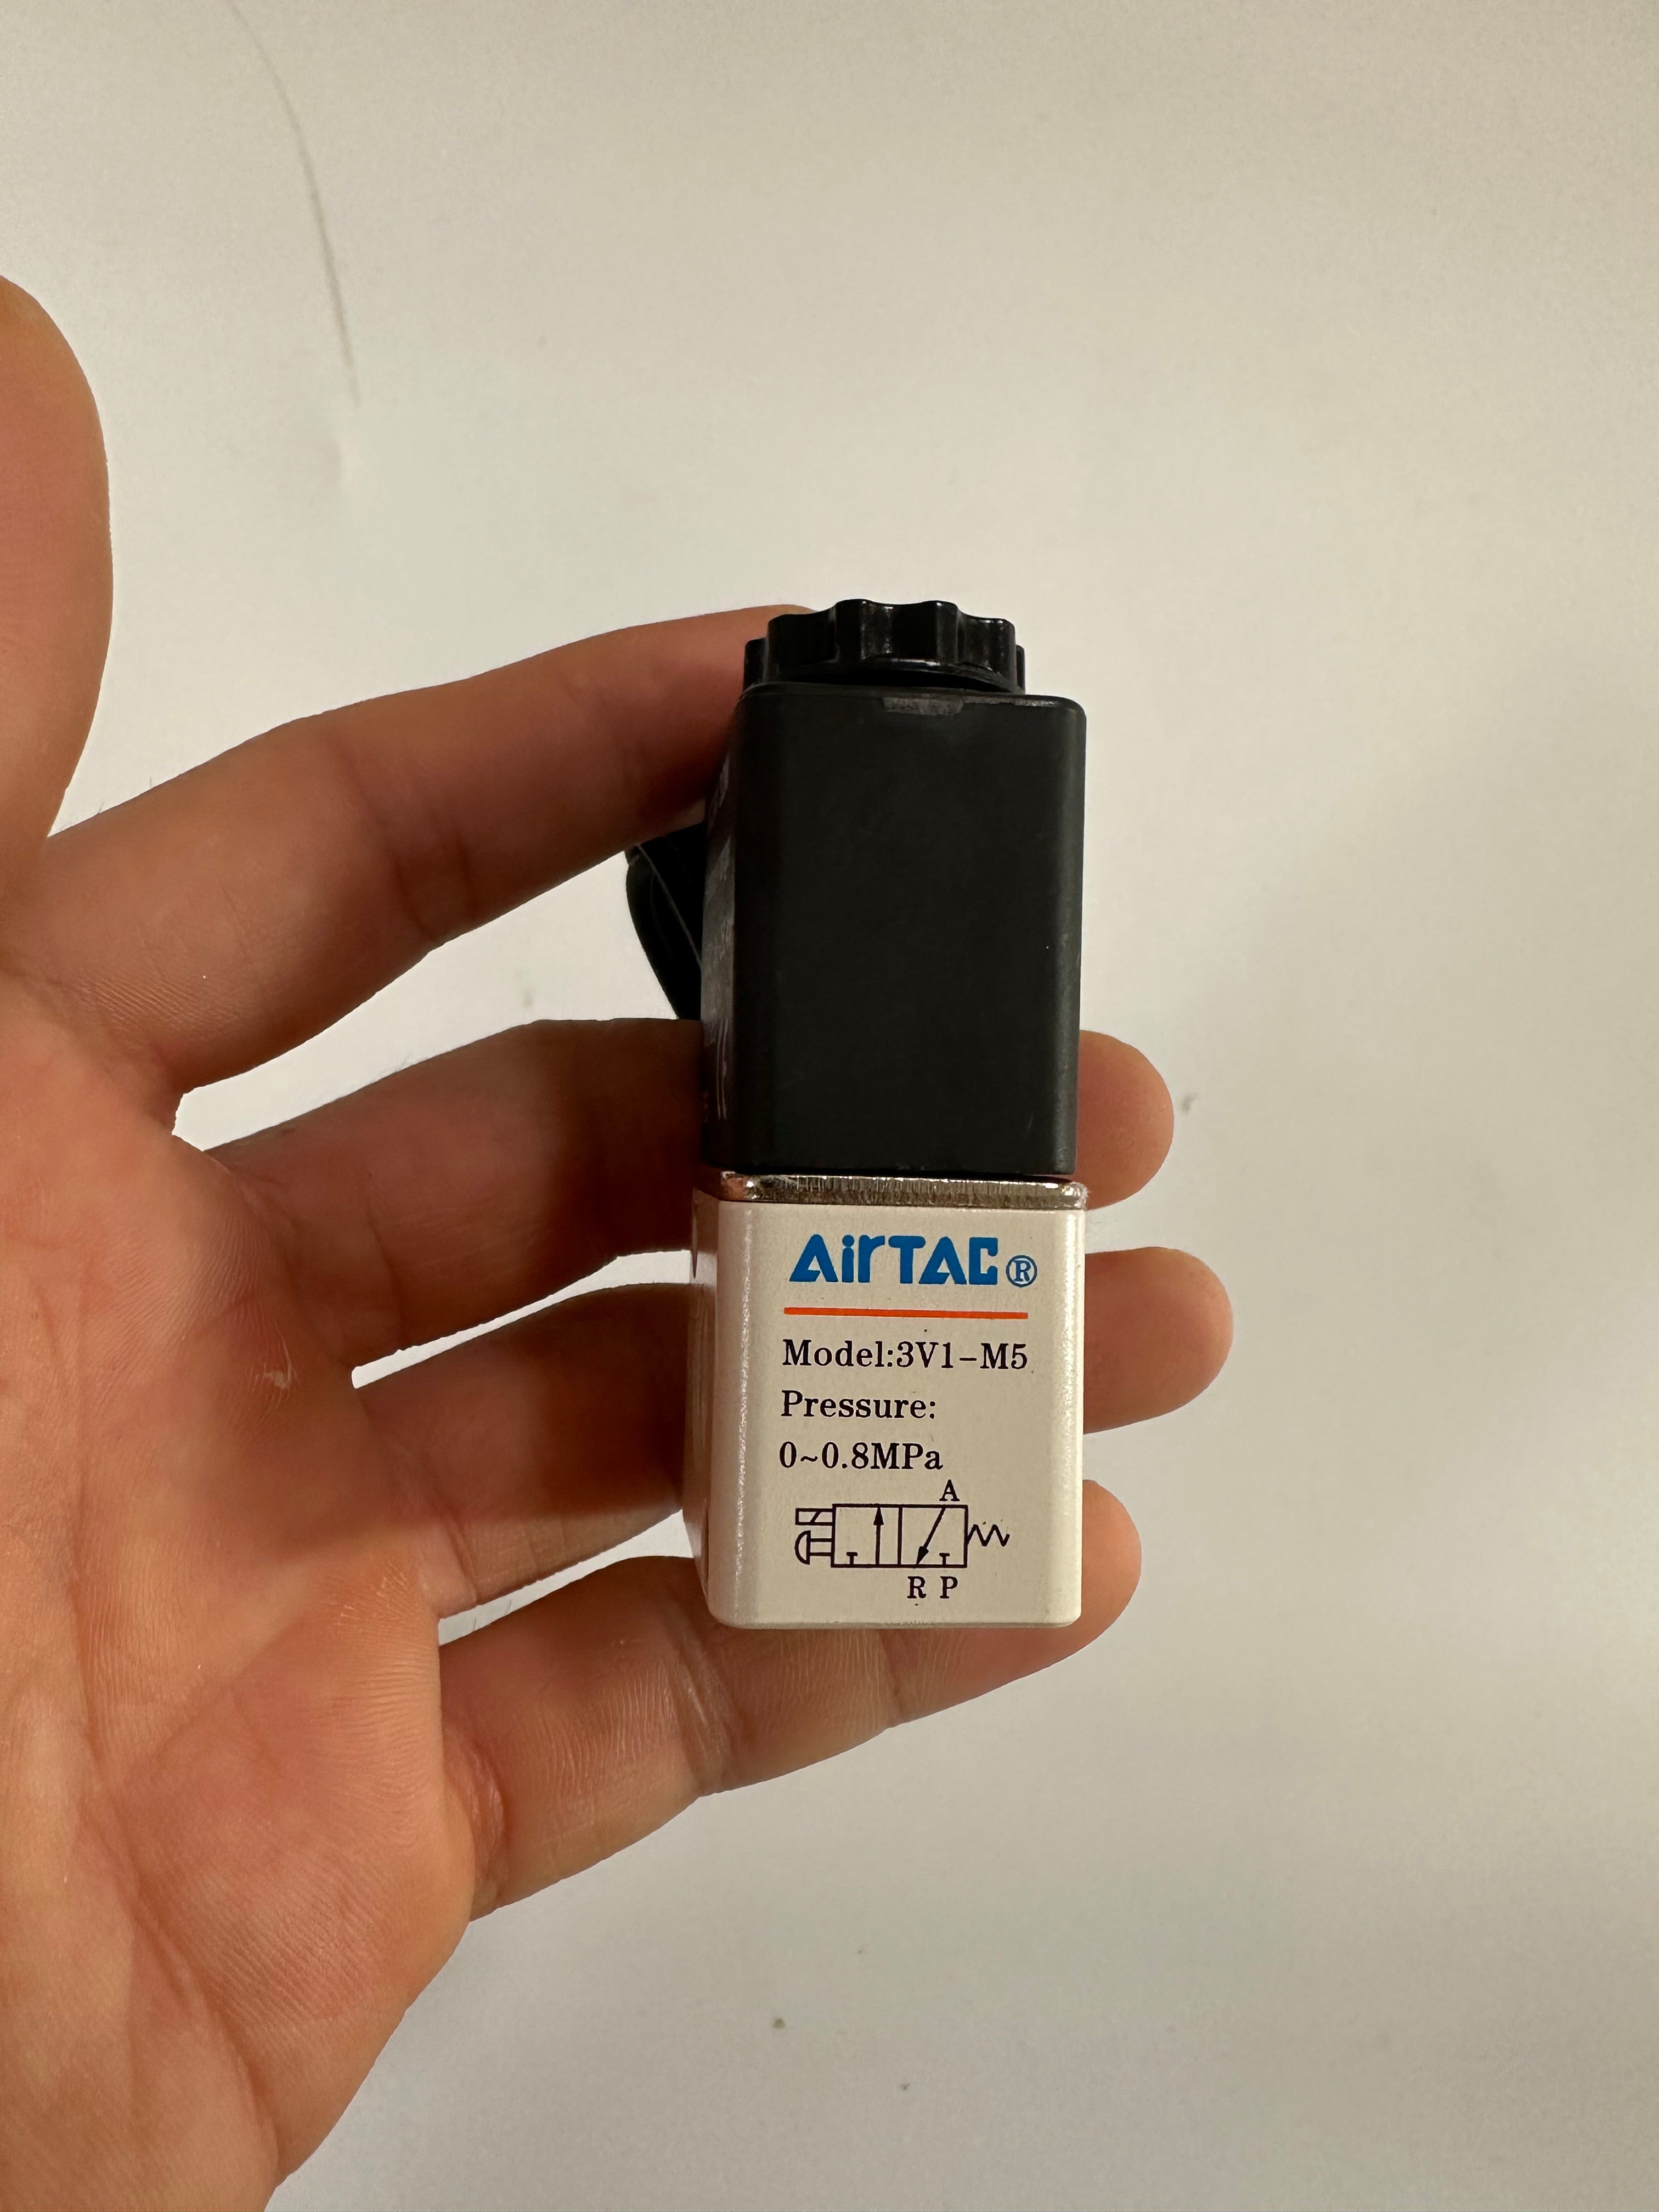 AirTAC®
Model:3V1-M5
Pressure:
0~0.8MPa
A
R P